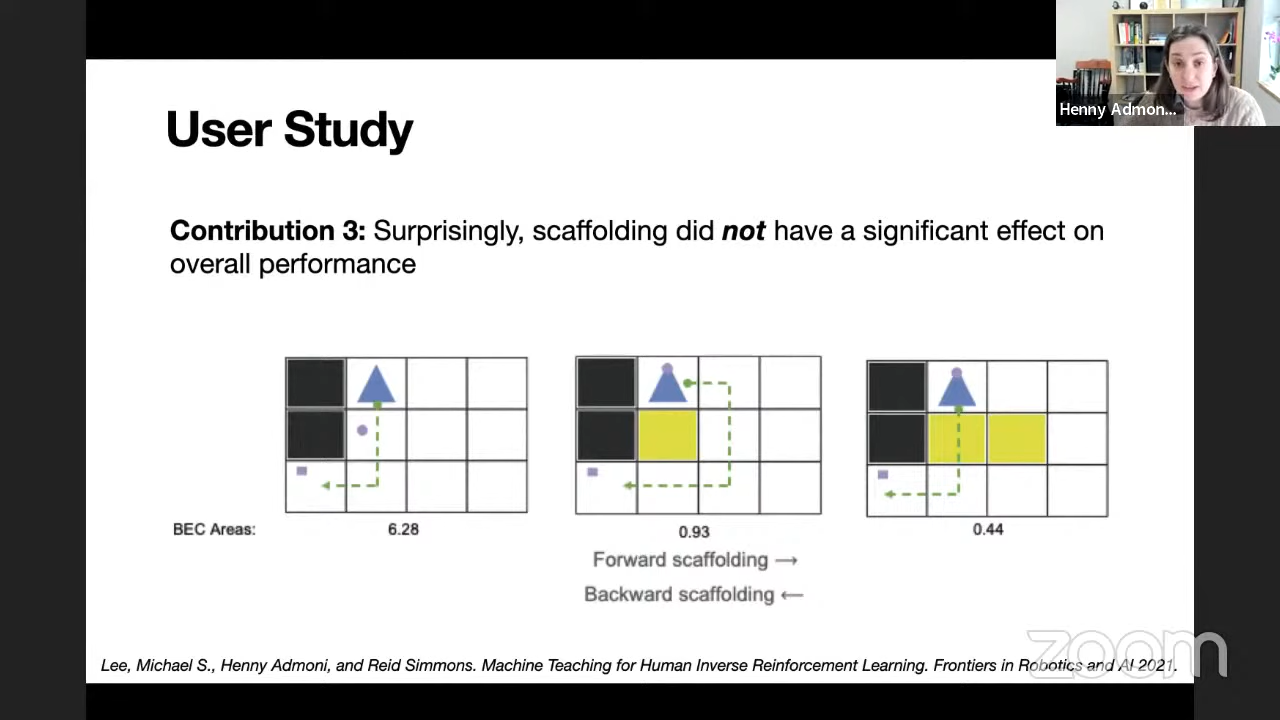 Henny Admon...
User Study
Contribution 3: Surprisingly, scaffolding did not have a significant effect on
overall performance
BEC Areas:
6.28
0.93
0.44
Forward scaffolding →
Backward scaffolding ←
Lee, Michael S., Henny Admoni, and Reid Simmons. Machine Teaching for Human Inverse Reinforcement Learning. Frontiers in Robotics and AI 2021.
zoom